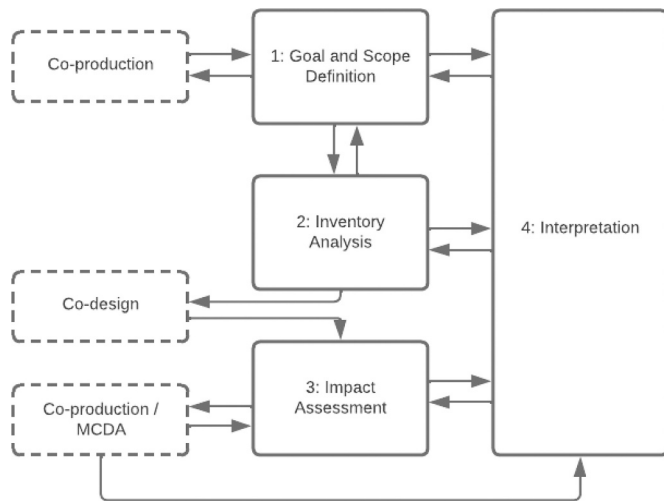 Co-production
1: Goal and Scope
Definition
2: Inventory
Analysis
4: Interpretation
Co-design
3: Impact
Assessment
Co-production /
MCDA